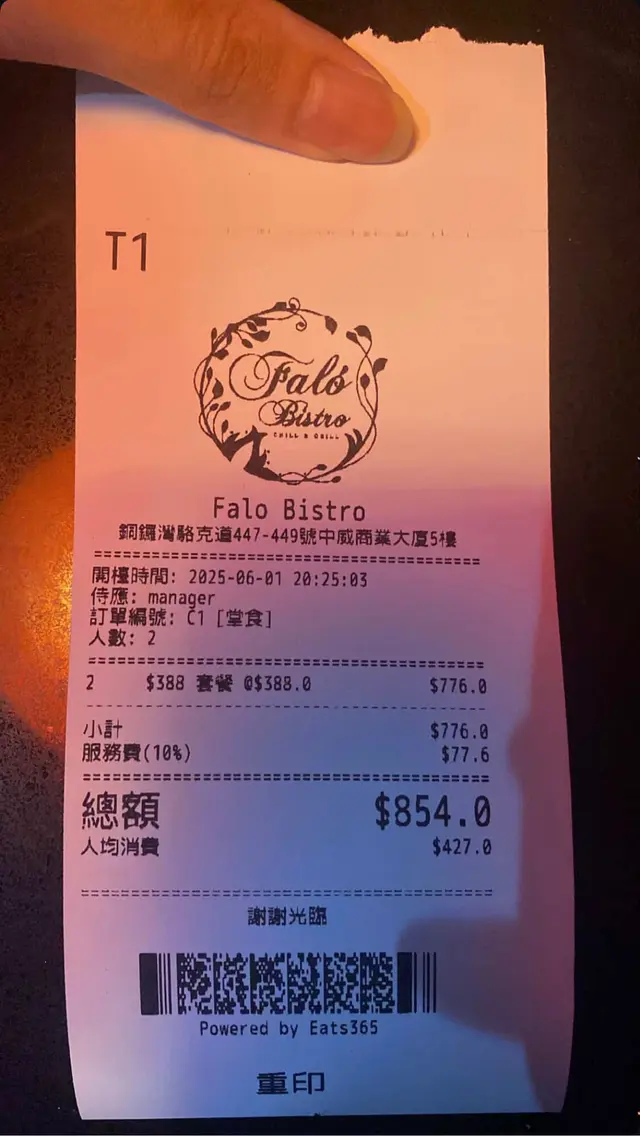 T1
Faló
Bistro
CHILL & GRILL
Falo Bistro
銅鑼灣駱克道447-449號中威商業大廈5樓
開檯時間: 2025-06-01 20:25:03
侍應: manager
訂單編號: C1 [堂食]
人數: 2
2 $388 套餐 @$388.0 $776.0
小計 $776.0
服務費(10%) $77.6
總額 $854.0
人均消費 $427.0
謝謝光臨
Powered by Eats365
重印